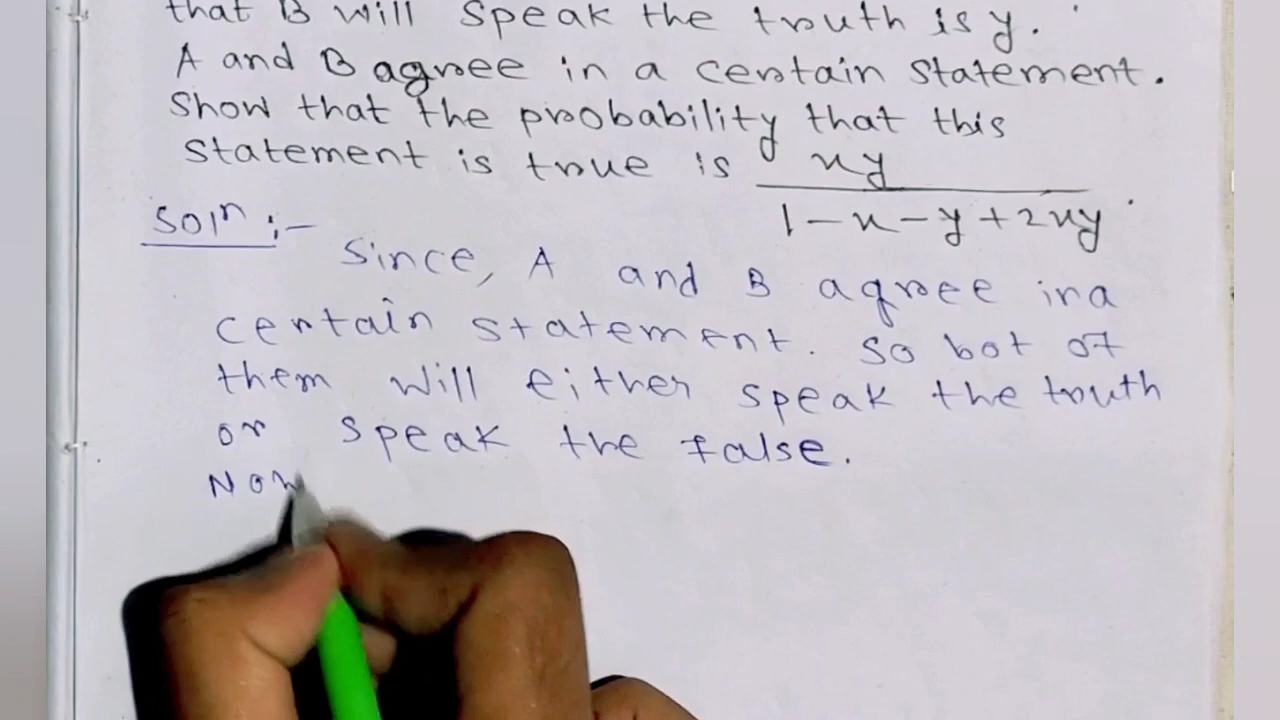 that B will speak the truth is y.
A and B agree in a certain statement.
Show that the probability that this
statement is true is xy
1-x-y+2xy.
Soln:-
Since, A and B agree in a
certain statement. So bot of
them will either speak the truth
or speak the false.
Now